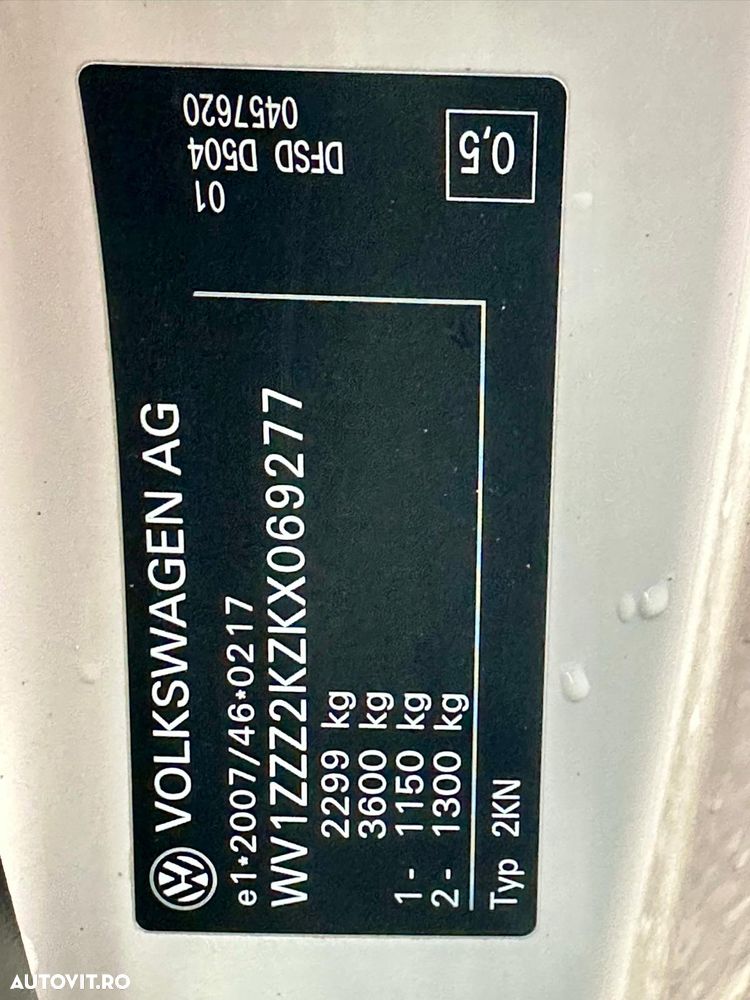 VOLKSWAGEN AG
e1*2007/46*0217
WV1ZZZ2KZKX069277
2299 kg
3600 kg
1 - 1150 kg
2 - 1300 kg
Typ 2KN
01
DFSD D504
0457620
0,5
AUTOVIT.RO